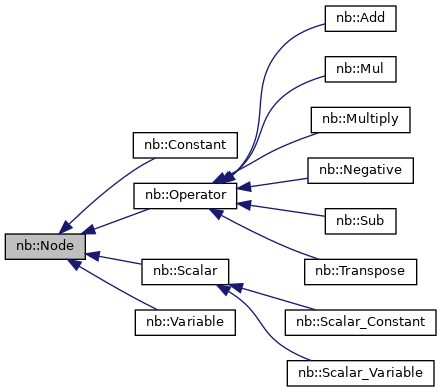 nb::Add
nb::Mul
nb::Multiply
nb::Constant
nb::Negative
nb::Operator
nb::Sub
nb::Node
nb::Scalar
nb::Transpose
nb::Variable
nb::Scalar_Constant
nb::Scalar_Variable